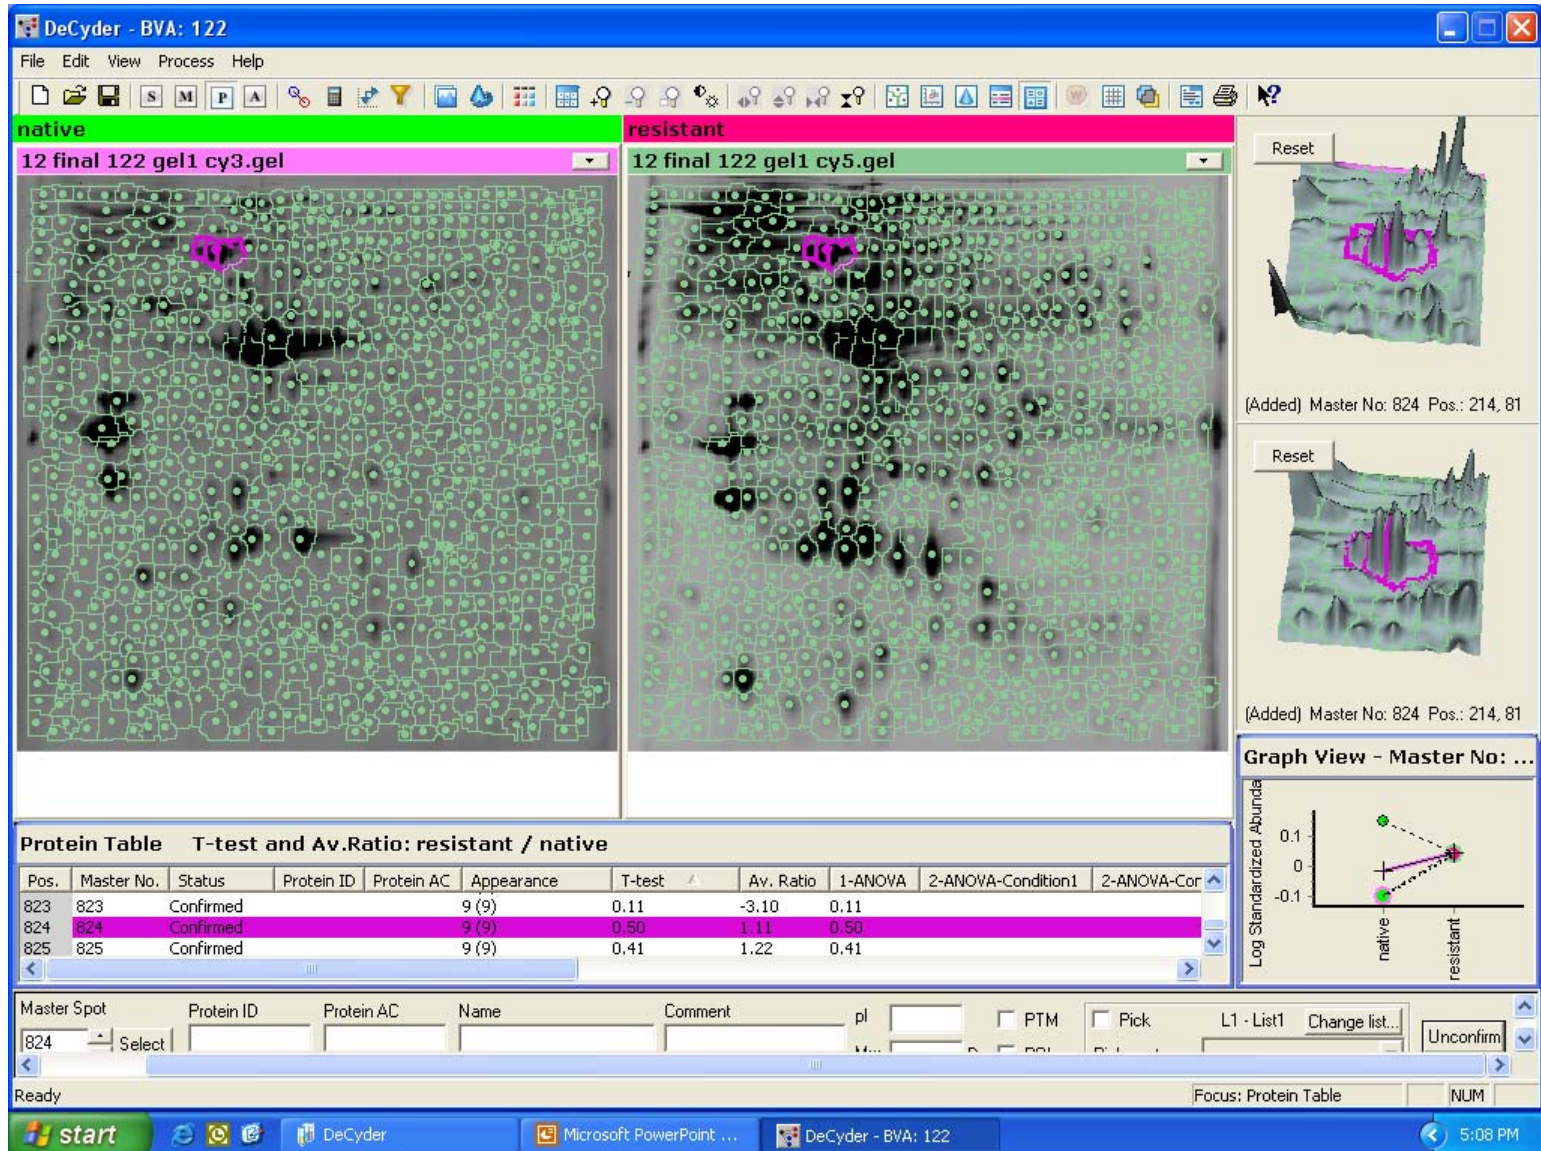 DeCyder - BVA: 122
File Edit View Process Help
S M P A
native
resistant
12 final 122 gel1 cy3.gel
12 final 122 gel1 cy5.gel
Reset
(Added) Master No: 824 Pos.: 214, 81
Reset
(Added) Master No: 824 Pos.: 214, 81
Graph View - Master No: ...
Log Standardized Abunda
0.1
0
-0.1
native
resistant
Protein Table T-test and Av.Ratio: resistant / native
Pos. Master No. Status Protein ID Protein AC Appearance T-test Av. Ratio 1-ANOVA 2-ANOVA-Condition1 2-ANOVA-Cor
823 823 Confirmed 9 (9) 0.11 -3.10 0.11
824 824 Confirmed 9 (9) 0.50 1.11 0.50
825 825 Confirmed 9 (9) 0.41 1.22 0.41
Master Spot Protein ID Protein AC Name Comment pI PTM Pick L1 - List1 Change list...
824 Select Unconfirm
Ready Focus: Protein Table NUM
start DeCyder Microsoft PowerPoint ... DeCyder - BVA: 122 5:08 PM